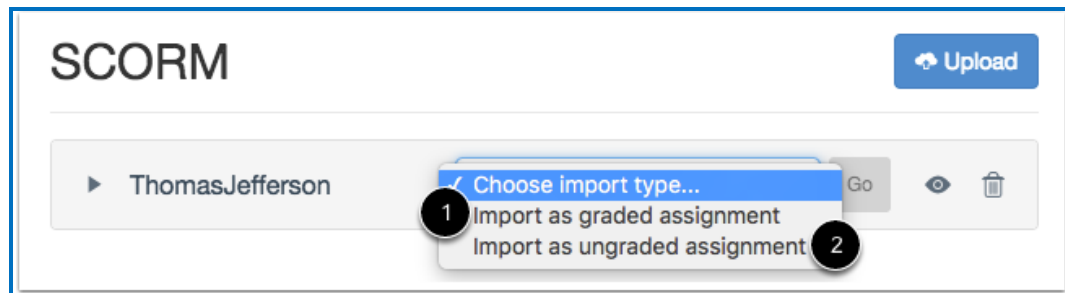 SCORM
Upload
ThomasJefferson
✓ Choose import type...
Go
1
Import as graded assignment
Import as ungraded assignment
2